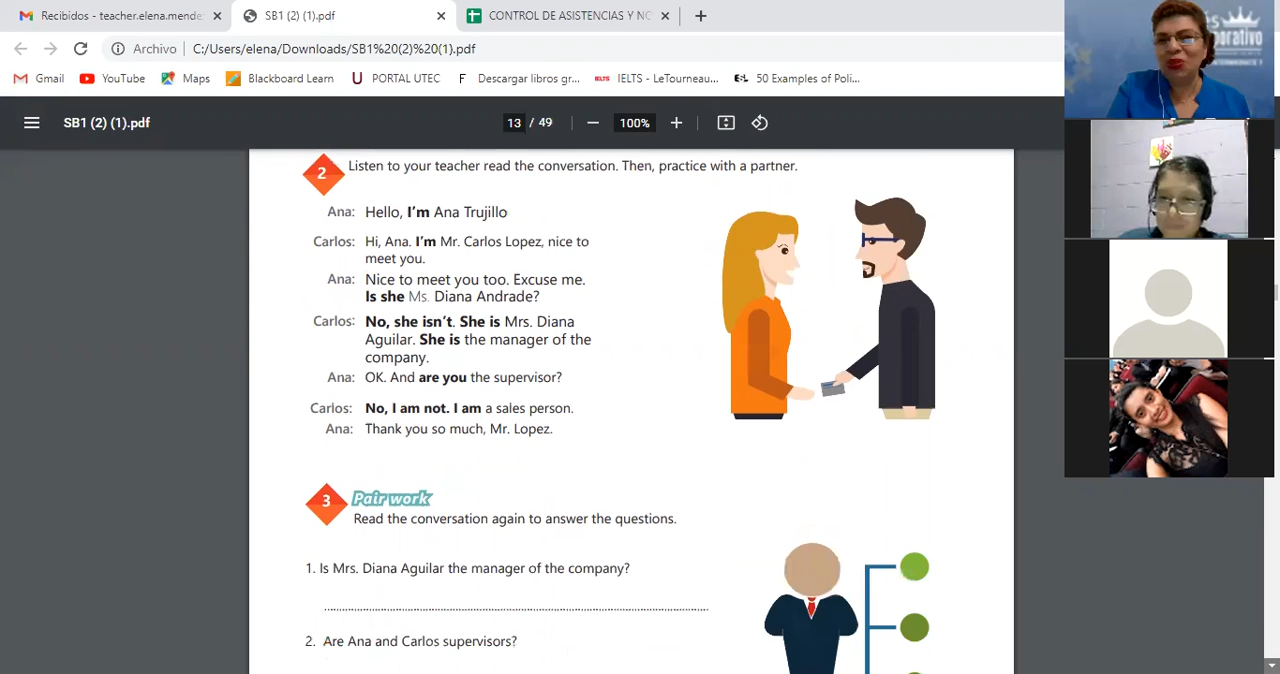 Recibidos - teacher.elena.mende
SB1 (2) (1).pdf
CONTROL DE ASISTENCIAS Y NO
Archivo
C:/Users/elena/Downloads/SB1%20(2)%20(1).pdf
Gmail
YouTube
Maps
Blackboard Learn
PORTAL UTEC
Descargar libros gr...
IELTS - LeTourneau...
50 Examples of Poli...
SB1 (2) (1).pdf
13 / 49
100%
2
Listen to your teacher read the conversation. Then, practice with a partner.
Ana: Hello, I'm Ana Trujillo
Carlos: Hi, Ana. I'm Mr. Carlos Lopez, nice to
meet you.
Ana: Nice to meet you too. Excuse me.
Is she Ms. Diana Andrade?
Carlos: No, she isn't. She is Mrs. Diana
Aguilar. She is the manager of the
company.
Ana: OK. And are you the supervisor?
Carlos: No, I am not. I am a sales person.
Ana: Thank you so much, Mr. Lopez.
3
Pair work
Read the conversation again to answer the questions.
1. Is Mrs. Diana Aguilar the manager of the company?
2. Are Ana and Carlos supervisors?